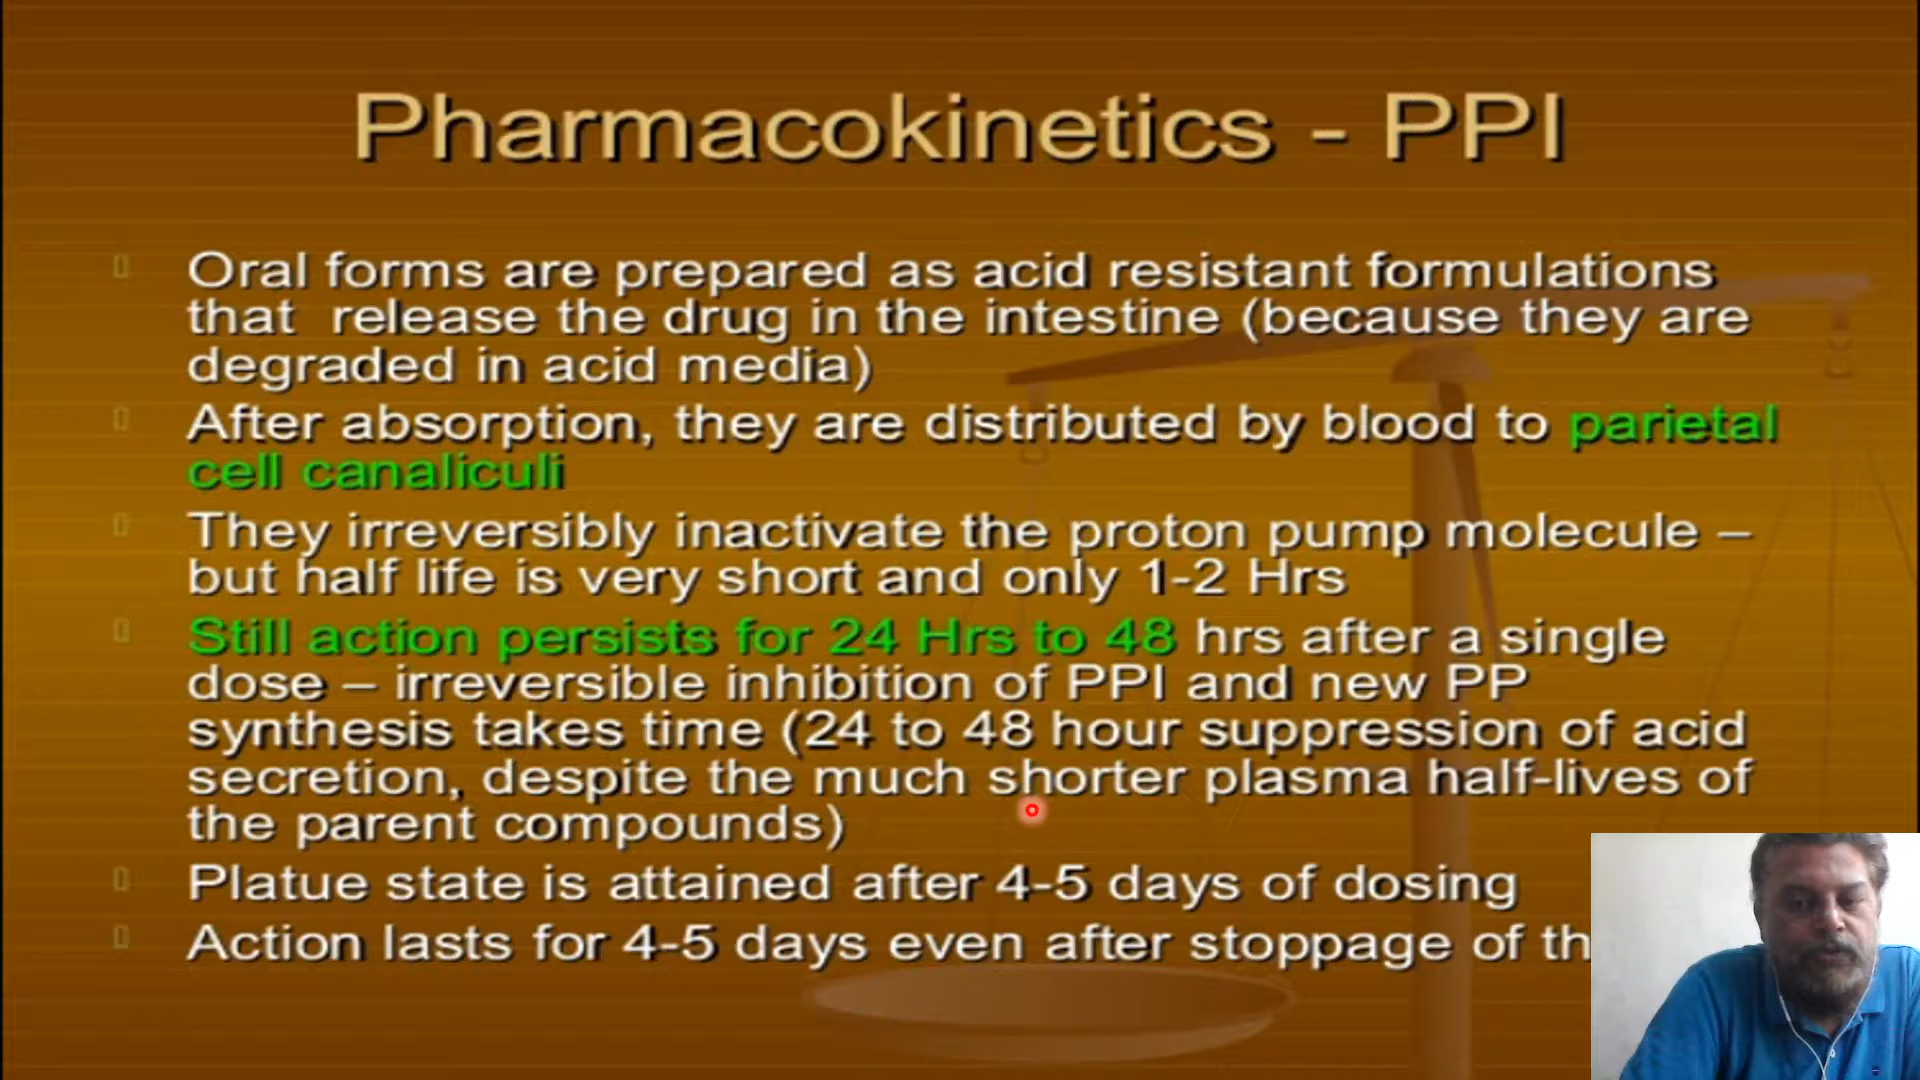 Pharmacokinetics - PPI
Oral forms are prepared as acid resistant formulations
that release the drug in the intestine (because they are
degraded in acid media)
After absorption, they are distributed by blood to parietal
cell canaliculi
They irreversibly inactivate the proton pump molecule –
but half life is very short and only 1-2 Hrs
Still action persists for 24 Hrs to 48 hrs after a single
dose – irreversible inhibition of PPI and new PP
synthesis takes time (24 to 48 hour suppression of acid
secretion, despite the much shorter plasma half-lives of
the parent compounds)
Platue state is attained after 4-5 days of dosing
Action lasts for 4-5 days even after stoppage of